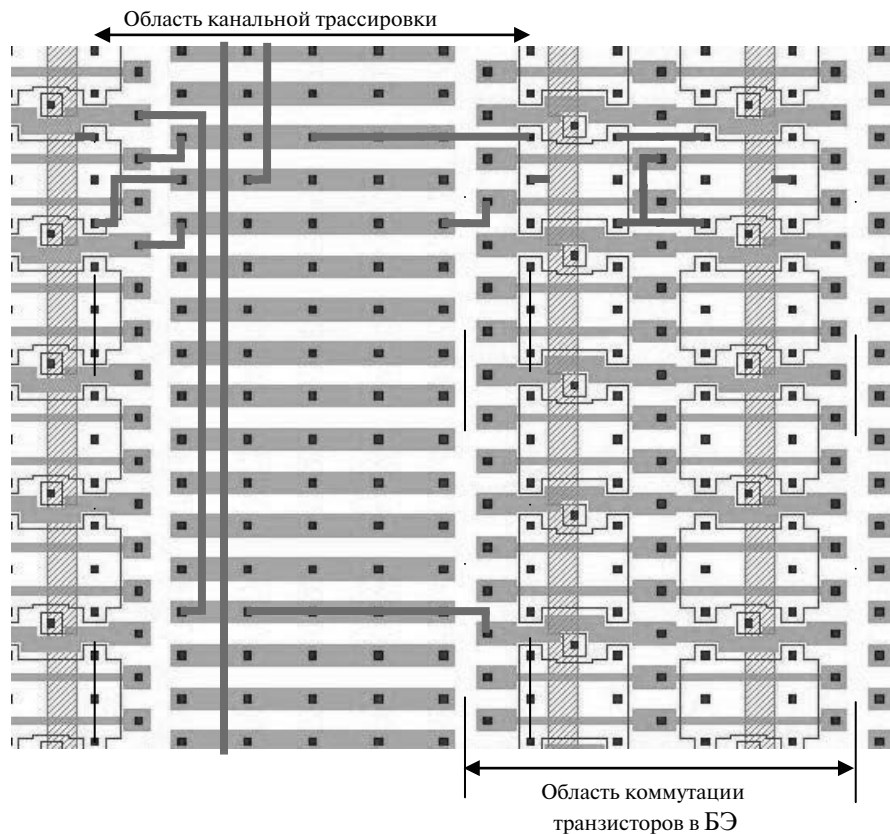 Область канальной трассировки
Область коммутации
транзисторов в БЭ